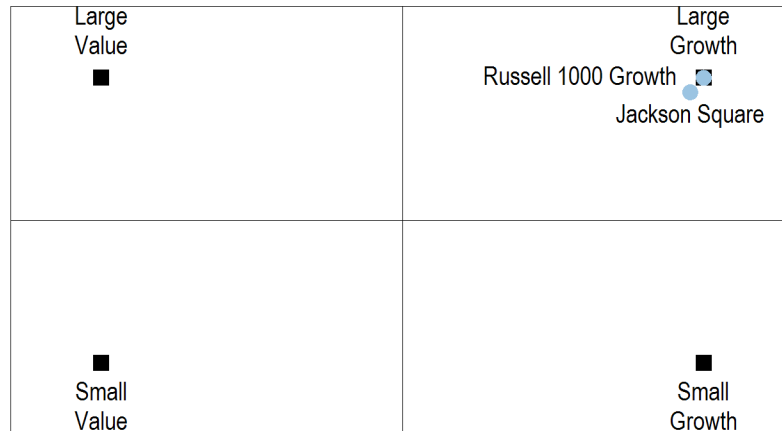 Large
Value
Large
Growth
Russell 1000 Growth
Jackson Square
Small
Value
Small
Growth